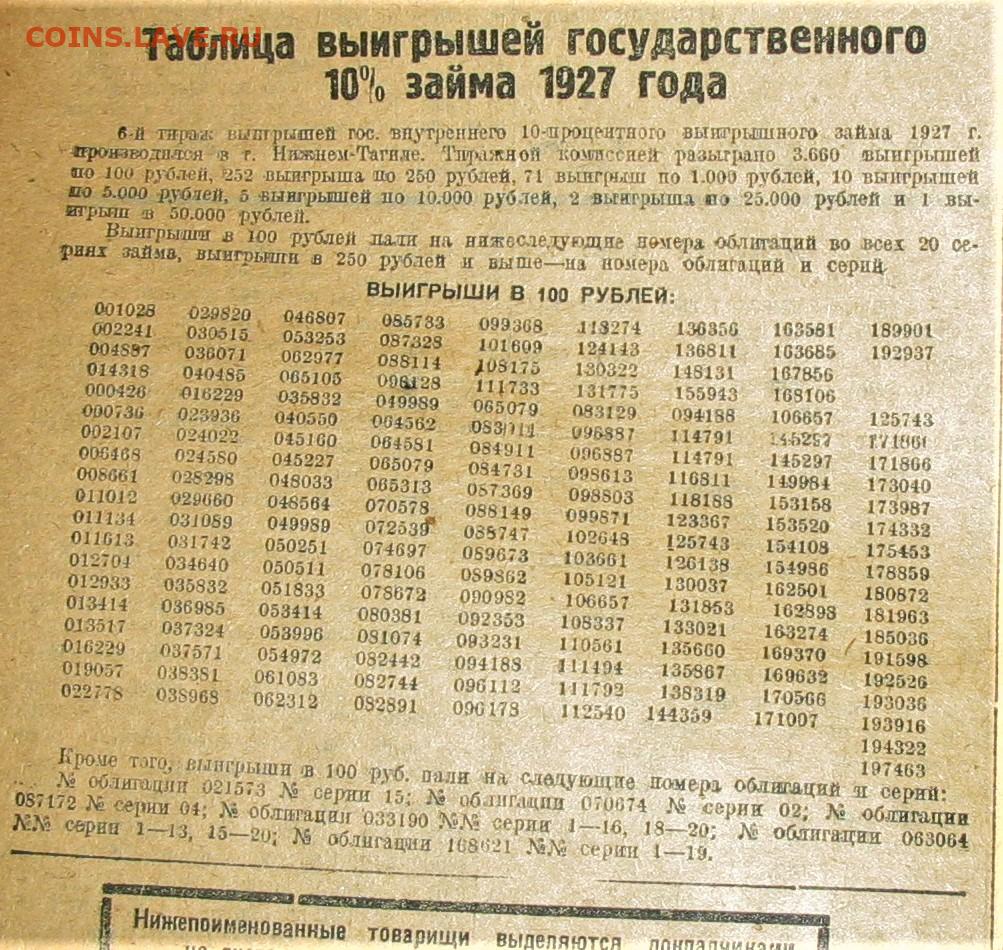 COINS.LAVE.RU
Таблица выигрышей государственного
10% займа 1927 года
6-й тираж выигрышей гос. внутреннего 10-процентного выигрышного займа 1927 г.
производился в г. Нижнем-Тагиле. Тиражной комиссией разыграно 3.660 выигрышей
по 100 рублей, 252 выигрыша по 250 рублей, 71 выигрыш по 1.000 рублей, 10 выигрышей
по 5.000 рублей, 5 выигрышей по 10.000 рублей, 2 выигрыша по 25.000 рублей и 1 вы-
игрыш в 50.000 рублей.
Выигрыши в 100 рублей пали на нижеследующие номера облигаций во всех 20 се-
риях займа, выигрыши в 250 рублей и выше—на номера облигаций и серий
ВЫИГРЫШИ В 100 РУБЛЕЙ:
001028 029820 046807 085733 099368 118274 136356 163581 189901
002241 030515 053253 087328 101609 124143 136811 163685 192937
004887 036071 062977 088114 108175 130322 148131 167856
014318 040485 065105 096128 111733 131775 155943 168106
000426 016229 035832 049989 065079 083129 094188 106657 125743
000736 023936 040550 064562 096887 114791 145297
002107 024022 045160 064581 084911 096887 114791 145297 171866
006468 024580 045227 065079 084731 098613 116811 149984 173040
008661 028298 048033 065313 087369 098803 118188 153158 173987
011012 029660 048564 070578 088149 099871 123367 153520 174332
011134 031089 049989 072539 088747 102648 125743 154108 175453
011613 031742 050251 074697 089673 103661 126138 154986 178859
012704 034640 050511 078106 089862 105121 130037 162501 180872
012933 035832 051833 078672 090982 106657 131853 162898 181963
013414 036985 053414 080381 092353 108337 133021 163274 185036
013517 037324 053996 081074 093231 110561 135660 169370 191598
016229 037571 054972 082442 094188 111494 135867 169632 192526
019057 038381 061083 082744 096112 111792 138319 170566 193036
022778 038968 062312 082891 096178 112540 144359 171007 193916
194322
197463
Кроме того, выигрыши в 100 руб. пали на следующие номера облигаций и серий:
№ облигации 021573 № серии 15; № облигации 070674 № серии 02; № облигации
087172 № серии 04; № облигации 033190 №№ серии 1—16, 18—20; № облигации 063064
№№ серии 1—13, 15—20; № облигации 168621 №№ серии 1—19.
Нижепоименованные товарищи выделяются докладчиками